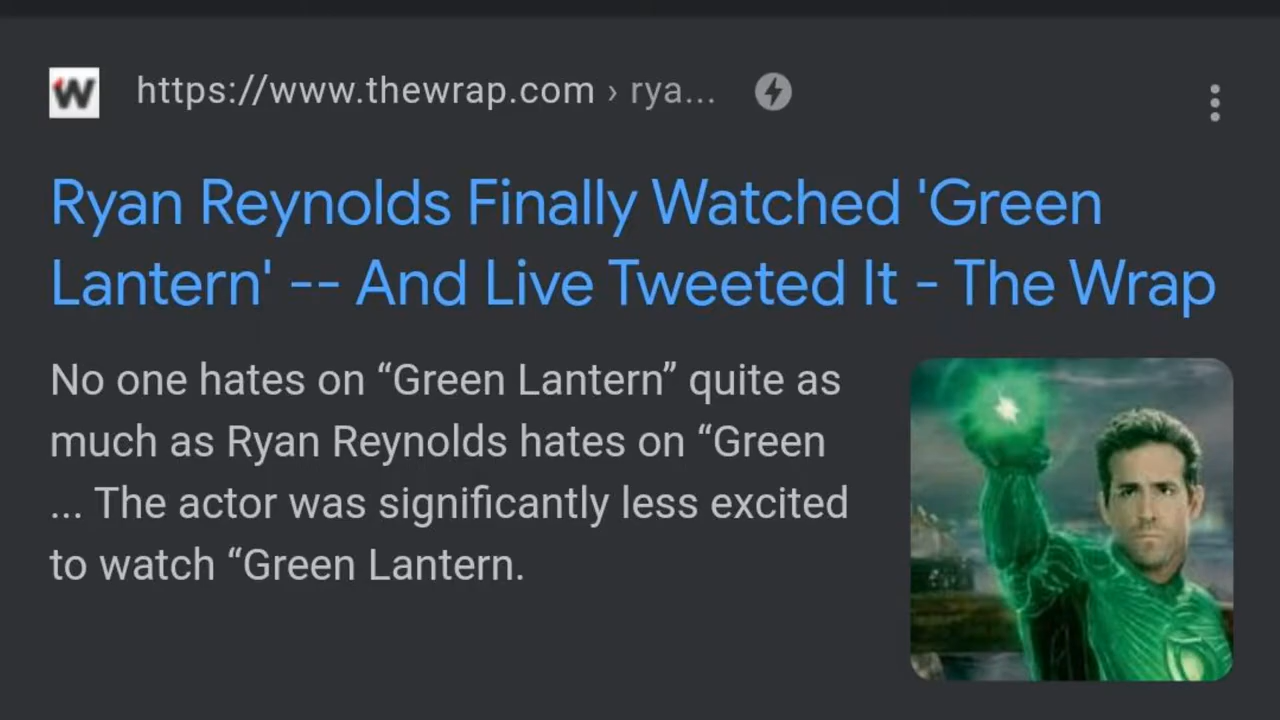 W https://www.thewrap.com › rya...
Ryan Reynolds Finally Watched 'Green
Lantern' -- And Live Tweeted It - The Wrap
No one hates on “Green Lantern” quite as
much as Ryan Reynolds hates on “Green
... The actor was significantly less excited
to watch “Green Lantern.